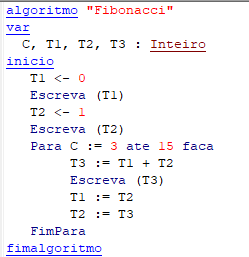 algoritmo "Fibonacci"
var
C, T1, T2, T3 : Inteiro
inicio
T1 <- 0
Escreva (T1)
T2 <- 1
Escreva (T2)
Para C := 3 ate 15 faca
T3 := T1 + T2
Escreva (T3)
T1 := T2
T2 := T3
FimPara
fimalgoritmo